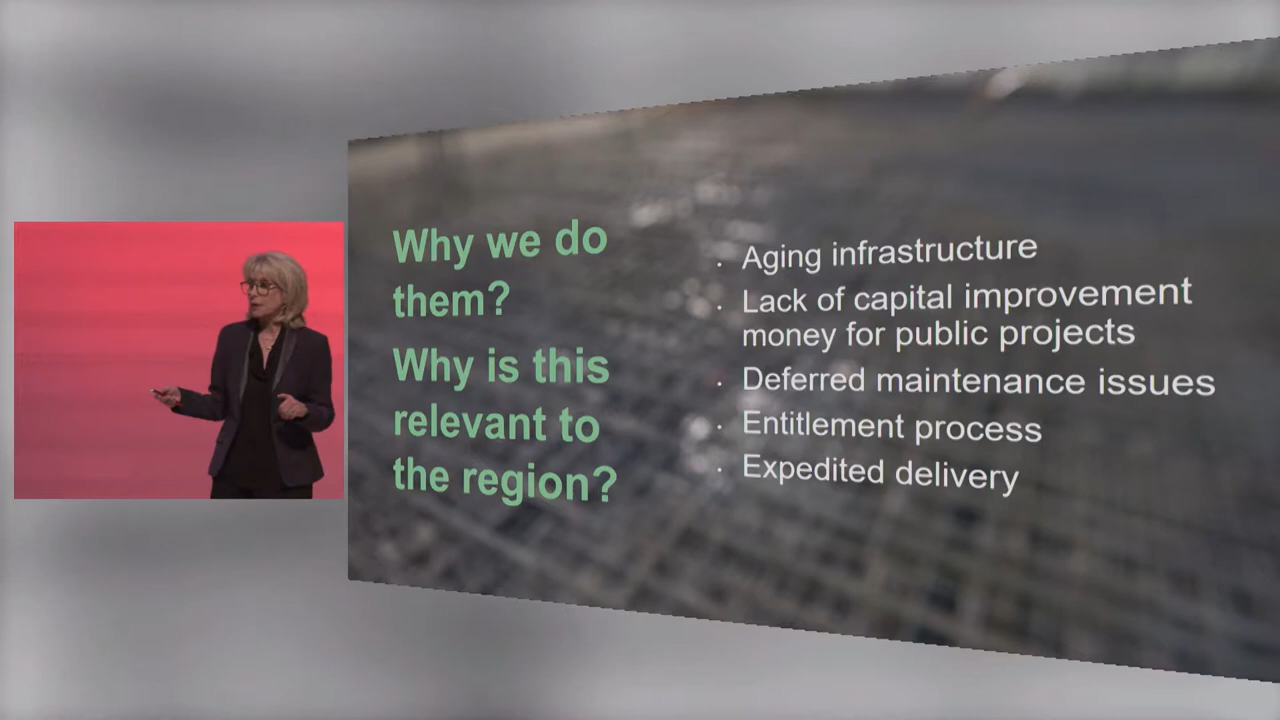 Why we do
them?
Why is this
relevant to
the region?
. Aging infrastructure
. Lack of capital improvement
money for public projects
. Deferred maintenance issues
. Entitlement process
. Expedited delivery